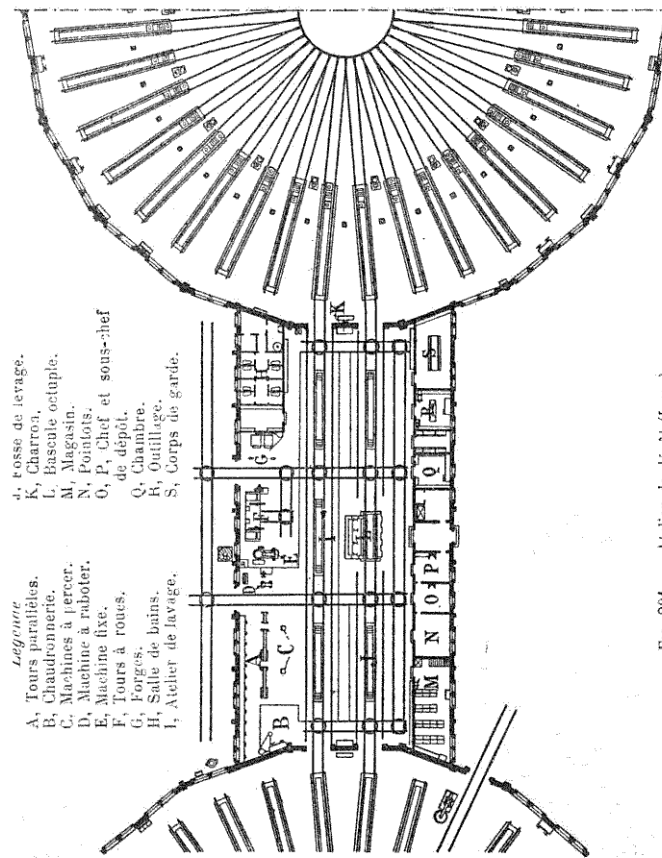 Légende
A, Tours parallèles.
B, Chaudronnerie.
C, Machines à percer.
D, Machine à raboter.
E, Machine fixe.
F, Tours à roues.
G, Forges.
H, Salle de bains.
I, Atelier de lavage.
J, Fosse de levage.
K, Charron.
L, Bascule octuple.
M, Magasin.
N, Pointots.
O, P, Chef et sous-chef
de dépôt.
Q, Chambre.
R, Outillage.
S, Corps de garde.
A
B
C
D
E
F
G
H
I
K
L
M
N
O
P
Q
R
S